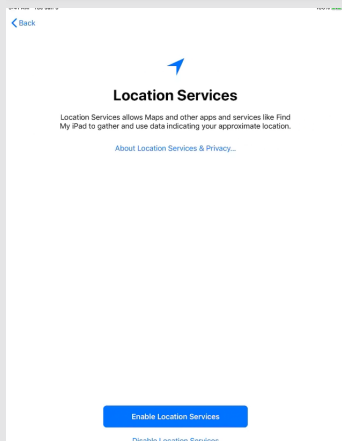 Back
Location Services
Location Services allows Maps and other apps and services like Find
My iPad to gather and use data indicating your approximate location.
About Location Services & Privacy...
Enable Location Services
Disable Location Services